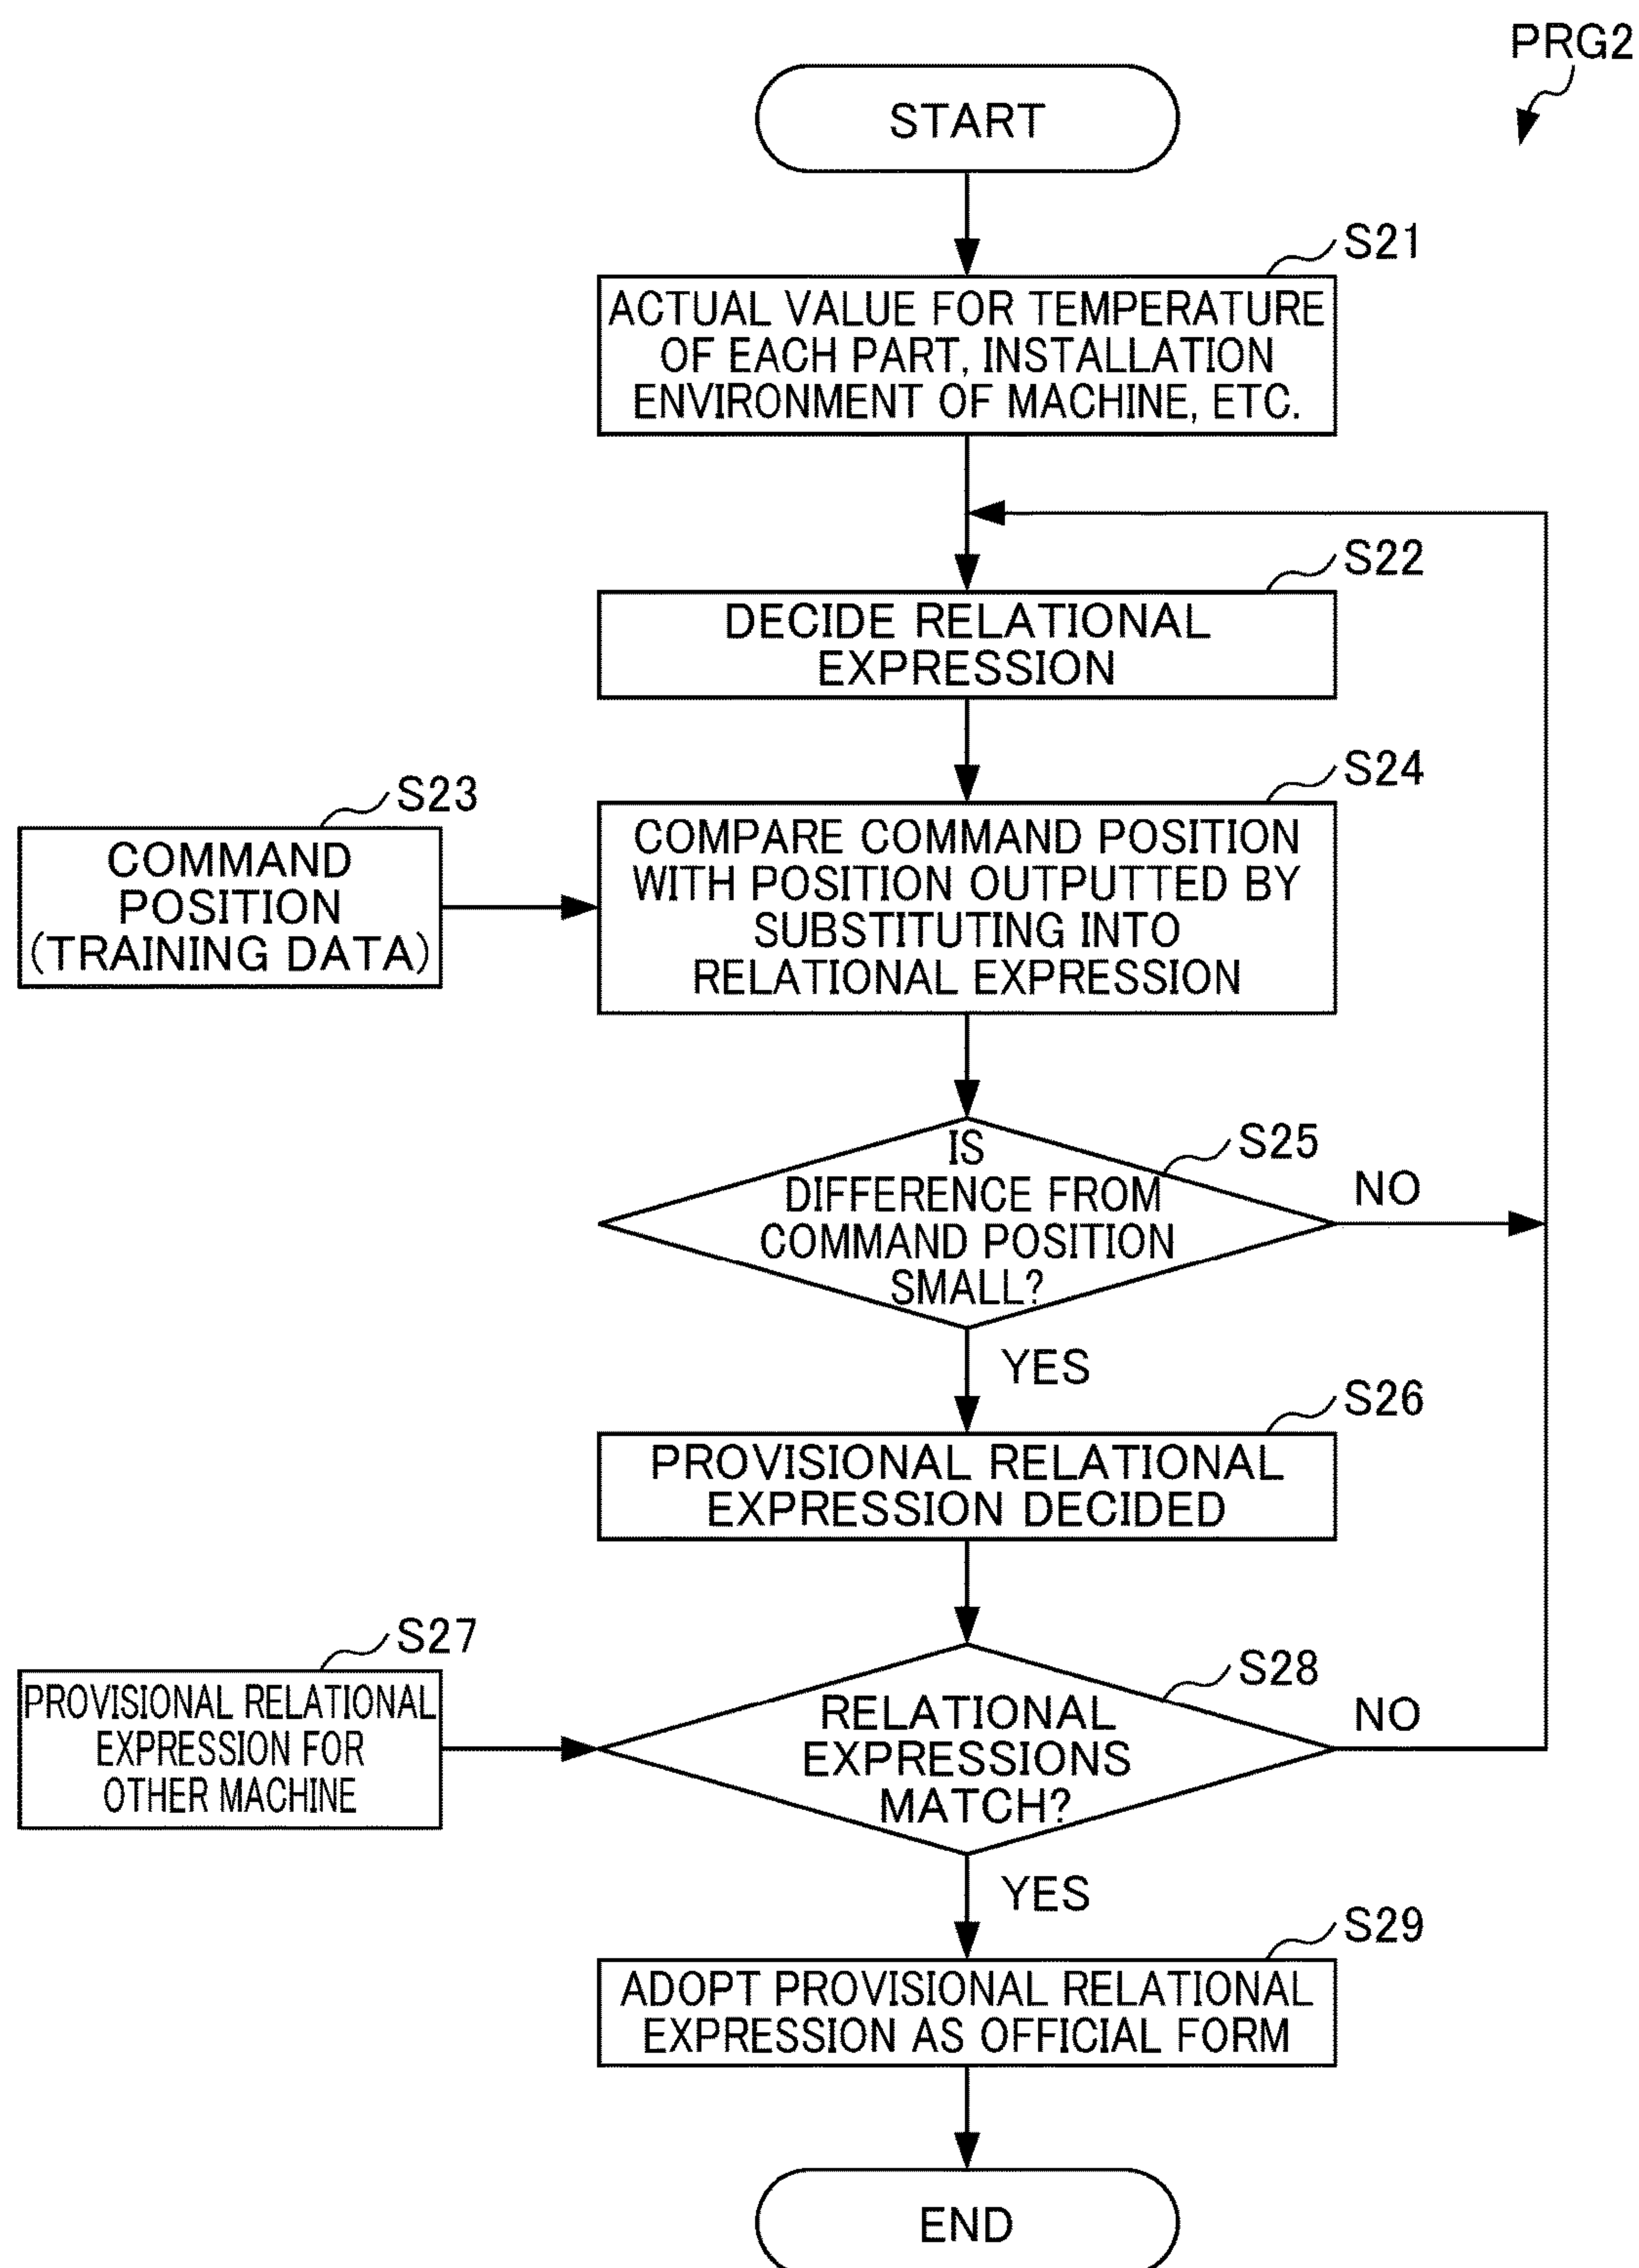 PRG2
START
S21
ACTUAL VALUE FOR TEMPERATURE
OF EACH PART, INSTALLATION
ENVIRONMENT OF MACHINE, ETC.
S22
DECIDE RELATIONAL
EXPRESSION
S23
COMMAND
POSITION
(TRAINING DATA)
S24
COMPARE COMMAND POSITION
WITH POSITION OUTPUTTED BY
SUBSTITUTING INTO
RELATIONAL EXPRESSION
S25
IS
DIFFERENCE FROM
COMMAND POSITION
SMALL?
NO
YES
S26
PROVISIONAL RELATIONAL
EXPRESSION DECIDED
S27
PROVISIONAL RELATIONAL
EXPRESSION FOR
OTHER MACHINE
S28
RELATIONAL
EXPRESSIONS
MATCH?
NO
YES
S29
ADOPT PROVISIONAL RELATIONAL
EXPRESSION AS OFFICIAL FORM
END